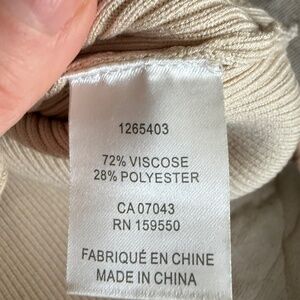 1265403
72% VISCOSE
28% POLYESTER
CA 07043
RN 159550
FABRIQUÉ EN CHINE
MADE IN CHINA